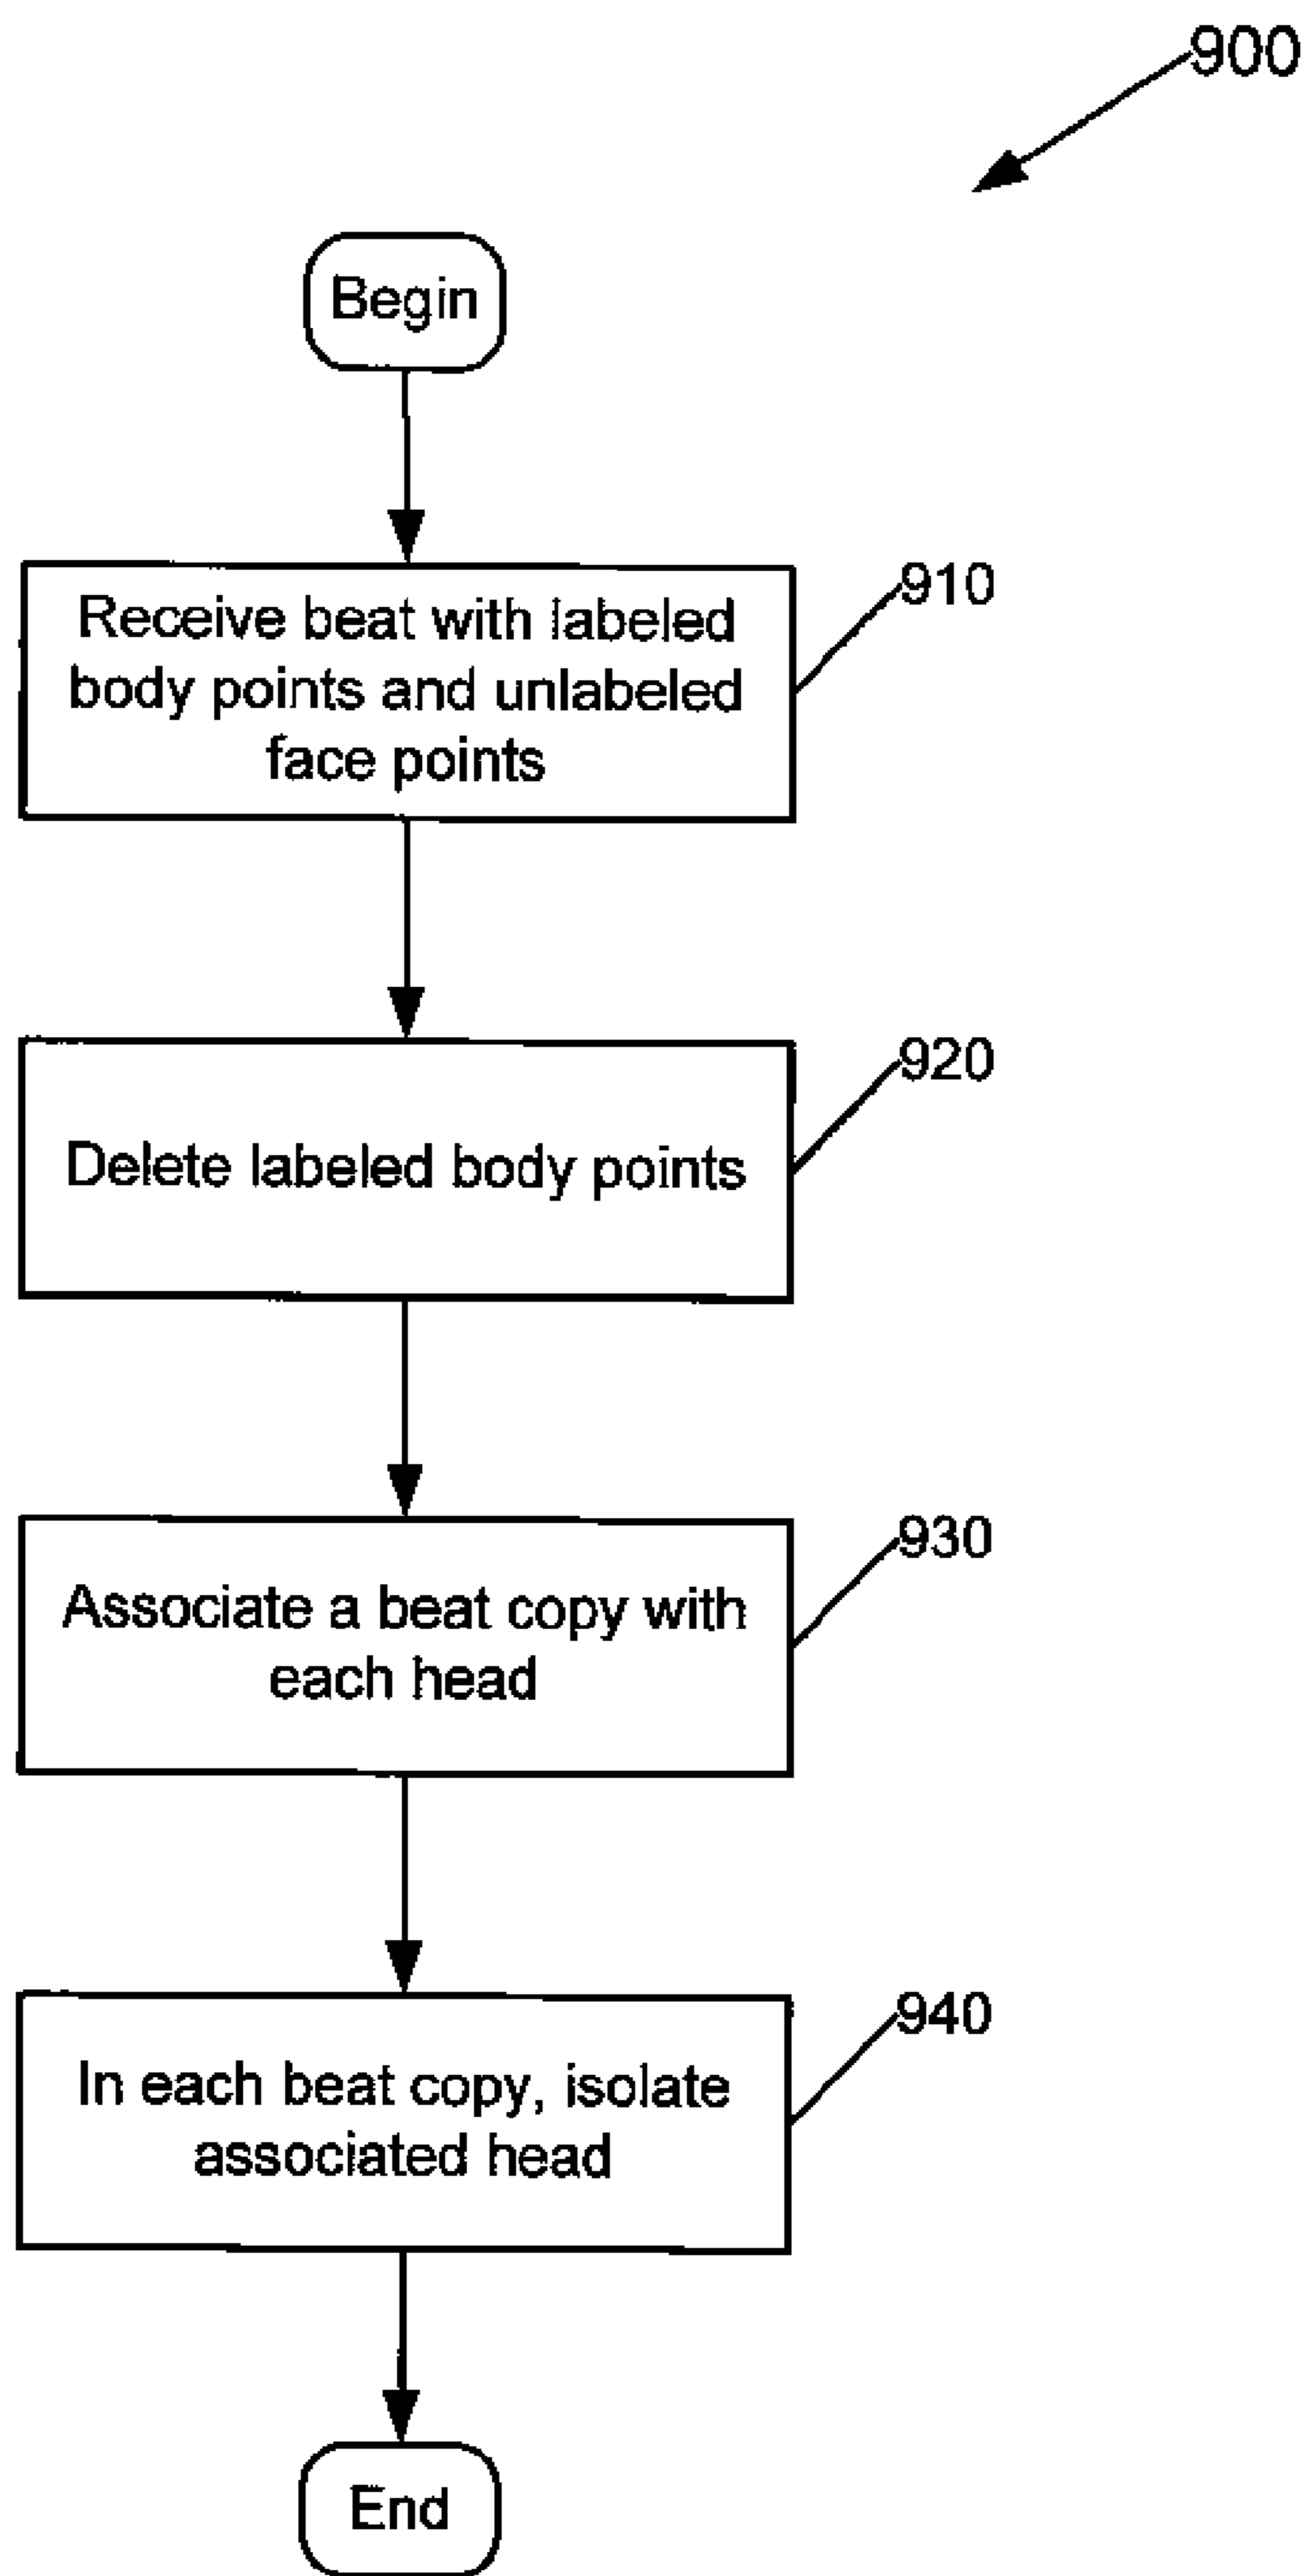 900
Begin
Receive beat with labeled
body points and unlabeled
face points
910
Delete labeled body points
920
Associate a beat copy with
each head
930
In each beat copy, isolate
associated head
940
End